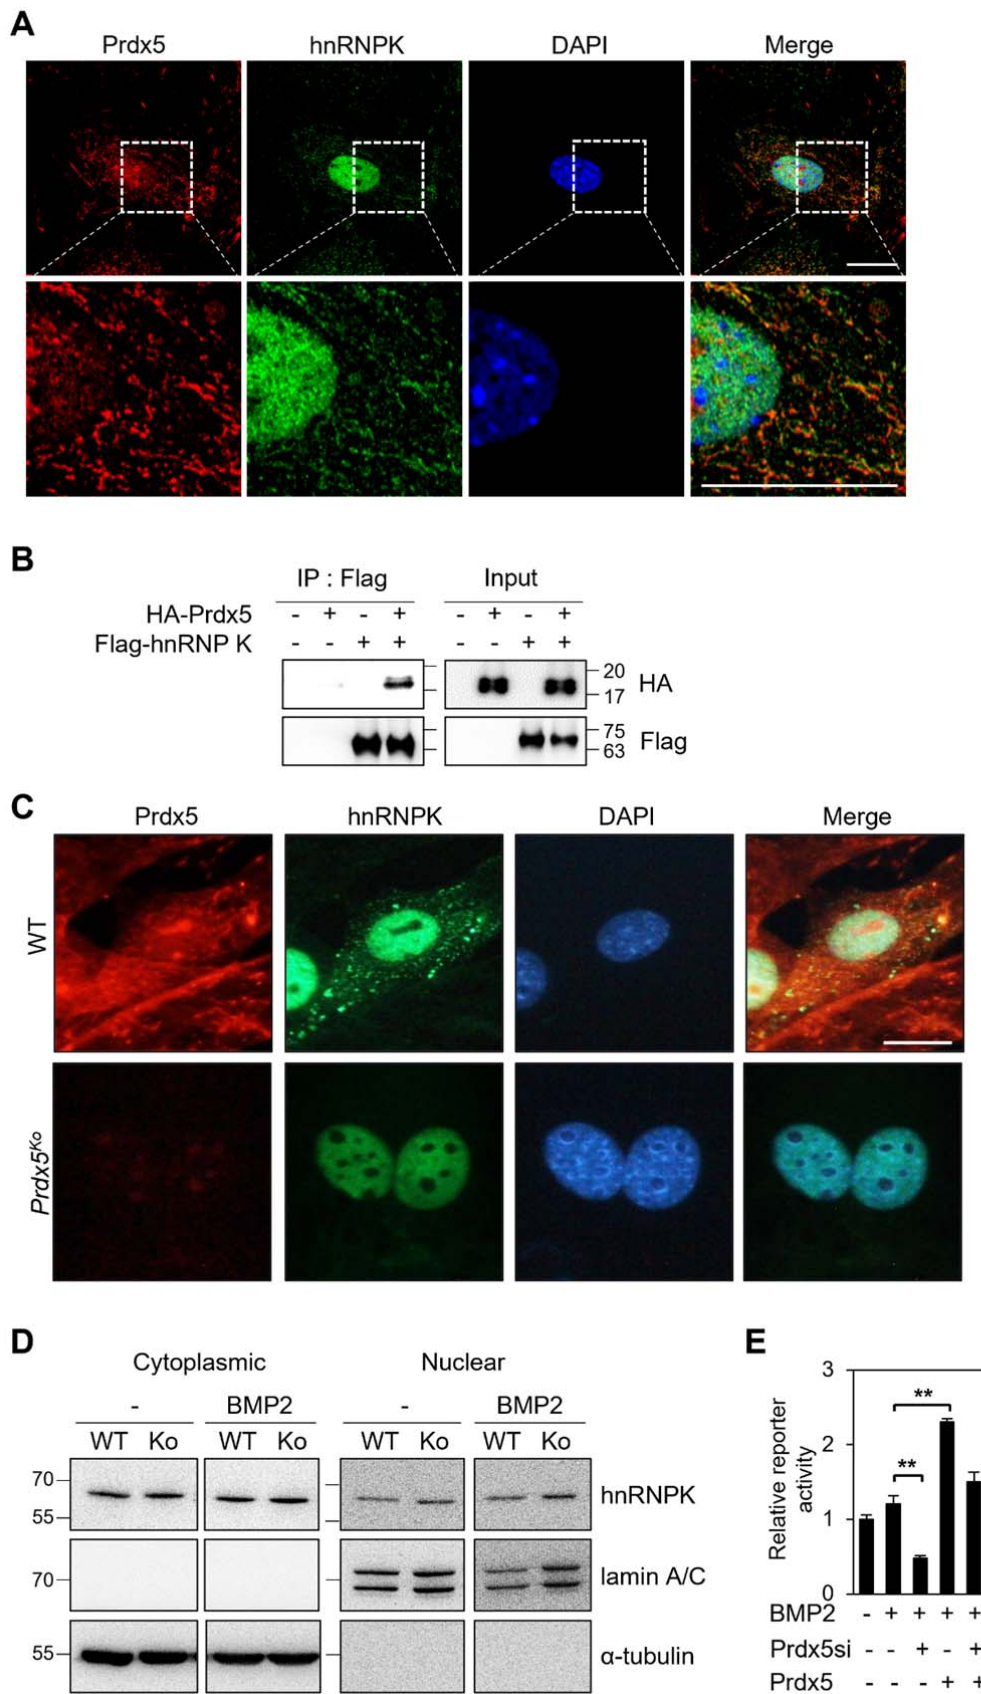 A
Prdx5 hnRNPK DAPI Merge
B
IP : Flag Input
HA-Prdx5 - + - + - + - +
Flag-hnRNP K - - + + - - + +
20
17 HA
75
63 Flag
C
Prdx5 hnRNPK DAPI Merge
WT
Prdx5Ko
D
Cytoplasmic Nuclear
- BMP2 - BMP2
WT Ko WT Ko WT Ko WT Ko
70
55 hnRNPK
70 lamin A/C
55 α-tubulin
E
Relative reporter
activity
3
2
1
0
** 
**
BMP2 - + + + +
Prdx5si - - + - +
Prdx5 - - - + +